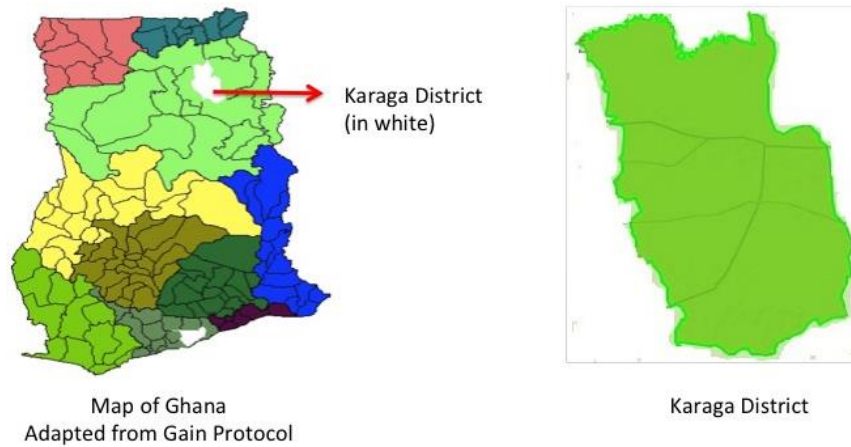 Karaga District
(in white)
Map of Ghana
Adapted from Gain Protocol
Karaga District